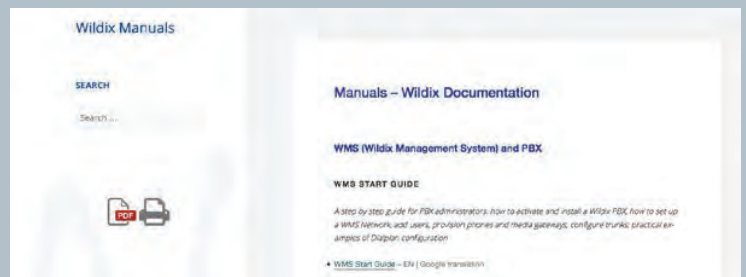 Wildix Manuals
SEARCH
Search ...
PDF
Manuals – Wildix Documentation
WMS (Wildix Management System) and PBX
WMS START GUIDE
A step by step guide for PBX administrators: how to activate and install a Wildix PBX, how to set up
a WMS Network, add users, provision phones and media gateways, configure trunks; practical ex-
amples of Dialplan configuration
• WMS Start Guide – EN | Google translation